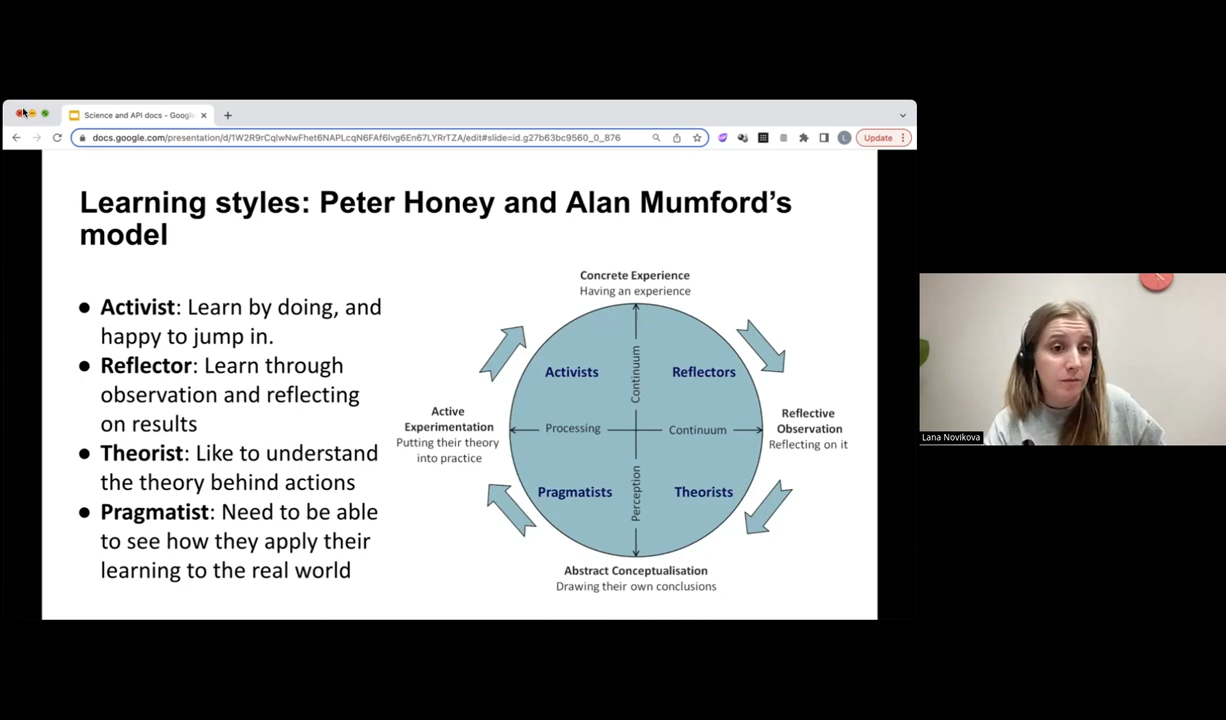 Science and API docs - Goog
docs.google.com/presentation/d/1W2R9rCqlwNwFhet6NAPLcqN6FAf6lvg6En67LYRrTZA/edit#slide=id.g27b63bc9560_0_876
L
Update
Learning styles: Peter Honey and Alan Mumford’s
model
● Activist: Learn by doing, and
happy to jump in.
● Reflector: Learn through
observation and reflecting
on results
● Theorist: Like to understand
the theory behind actions
● Pragmatist: Need to be able
to see how they apply their
learning to the real world
Concrete Experience
Having an experience
Activists
Continuum
Reflectors
Active
Experimentation
Putting their theory
into practice
Processing
Continuum
Reflective
Observation
Reflecting on it
Pragmatists
Perception
Theorists
Abstract Conceptualisation
Drawing their own conclusions
Lana Novikova